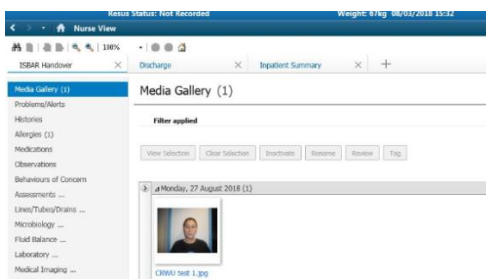 Resus Status: Not Recorded Weight: 67kg 08/03/2018 15:32
Nurse View
100%
ISBAR Handover Discharge Inpatient Summary
Media Gallery (1)
Media Gallery (1)
Problems/Alerts
Histories
Filter applied
Allergies (1)
Medications
View Selection Clear Selection Inactivate Rename Review Tag
Observations
Behaviours of Concern
Assessments ...
Monday, 27 August 2018 (1)
Lines/Tubes/Drains ...
Microbiology ...
Fluid Balance ...
Laboratory ...
Medical Imaging ...
CRWU test 1.jpg